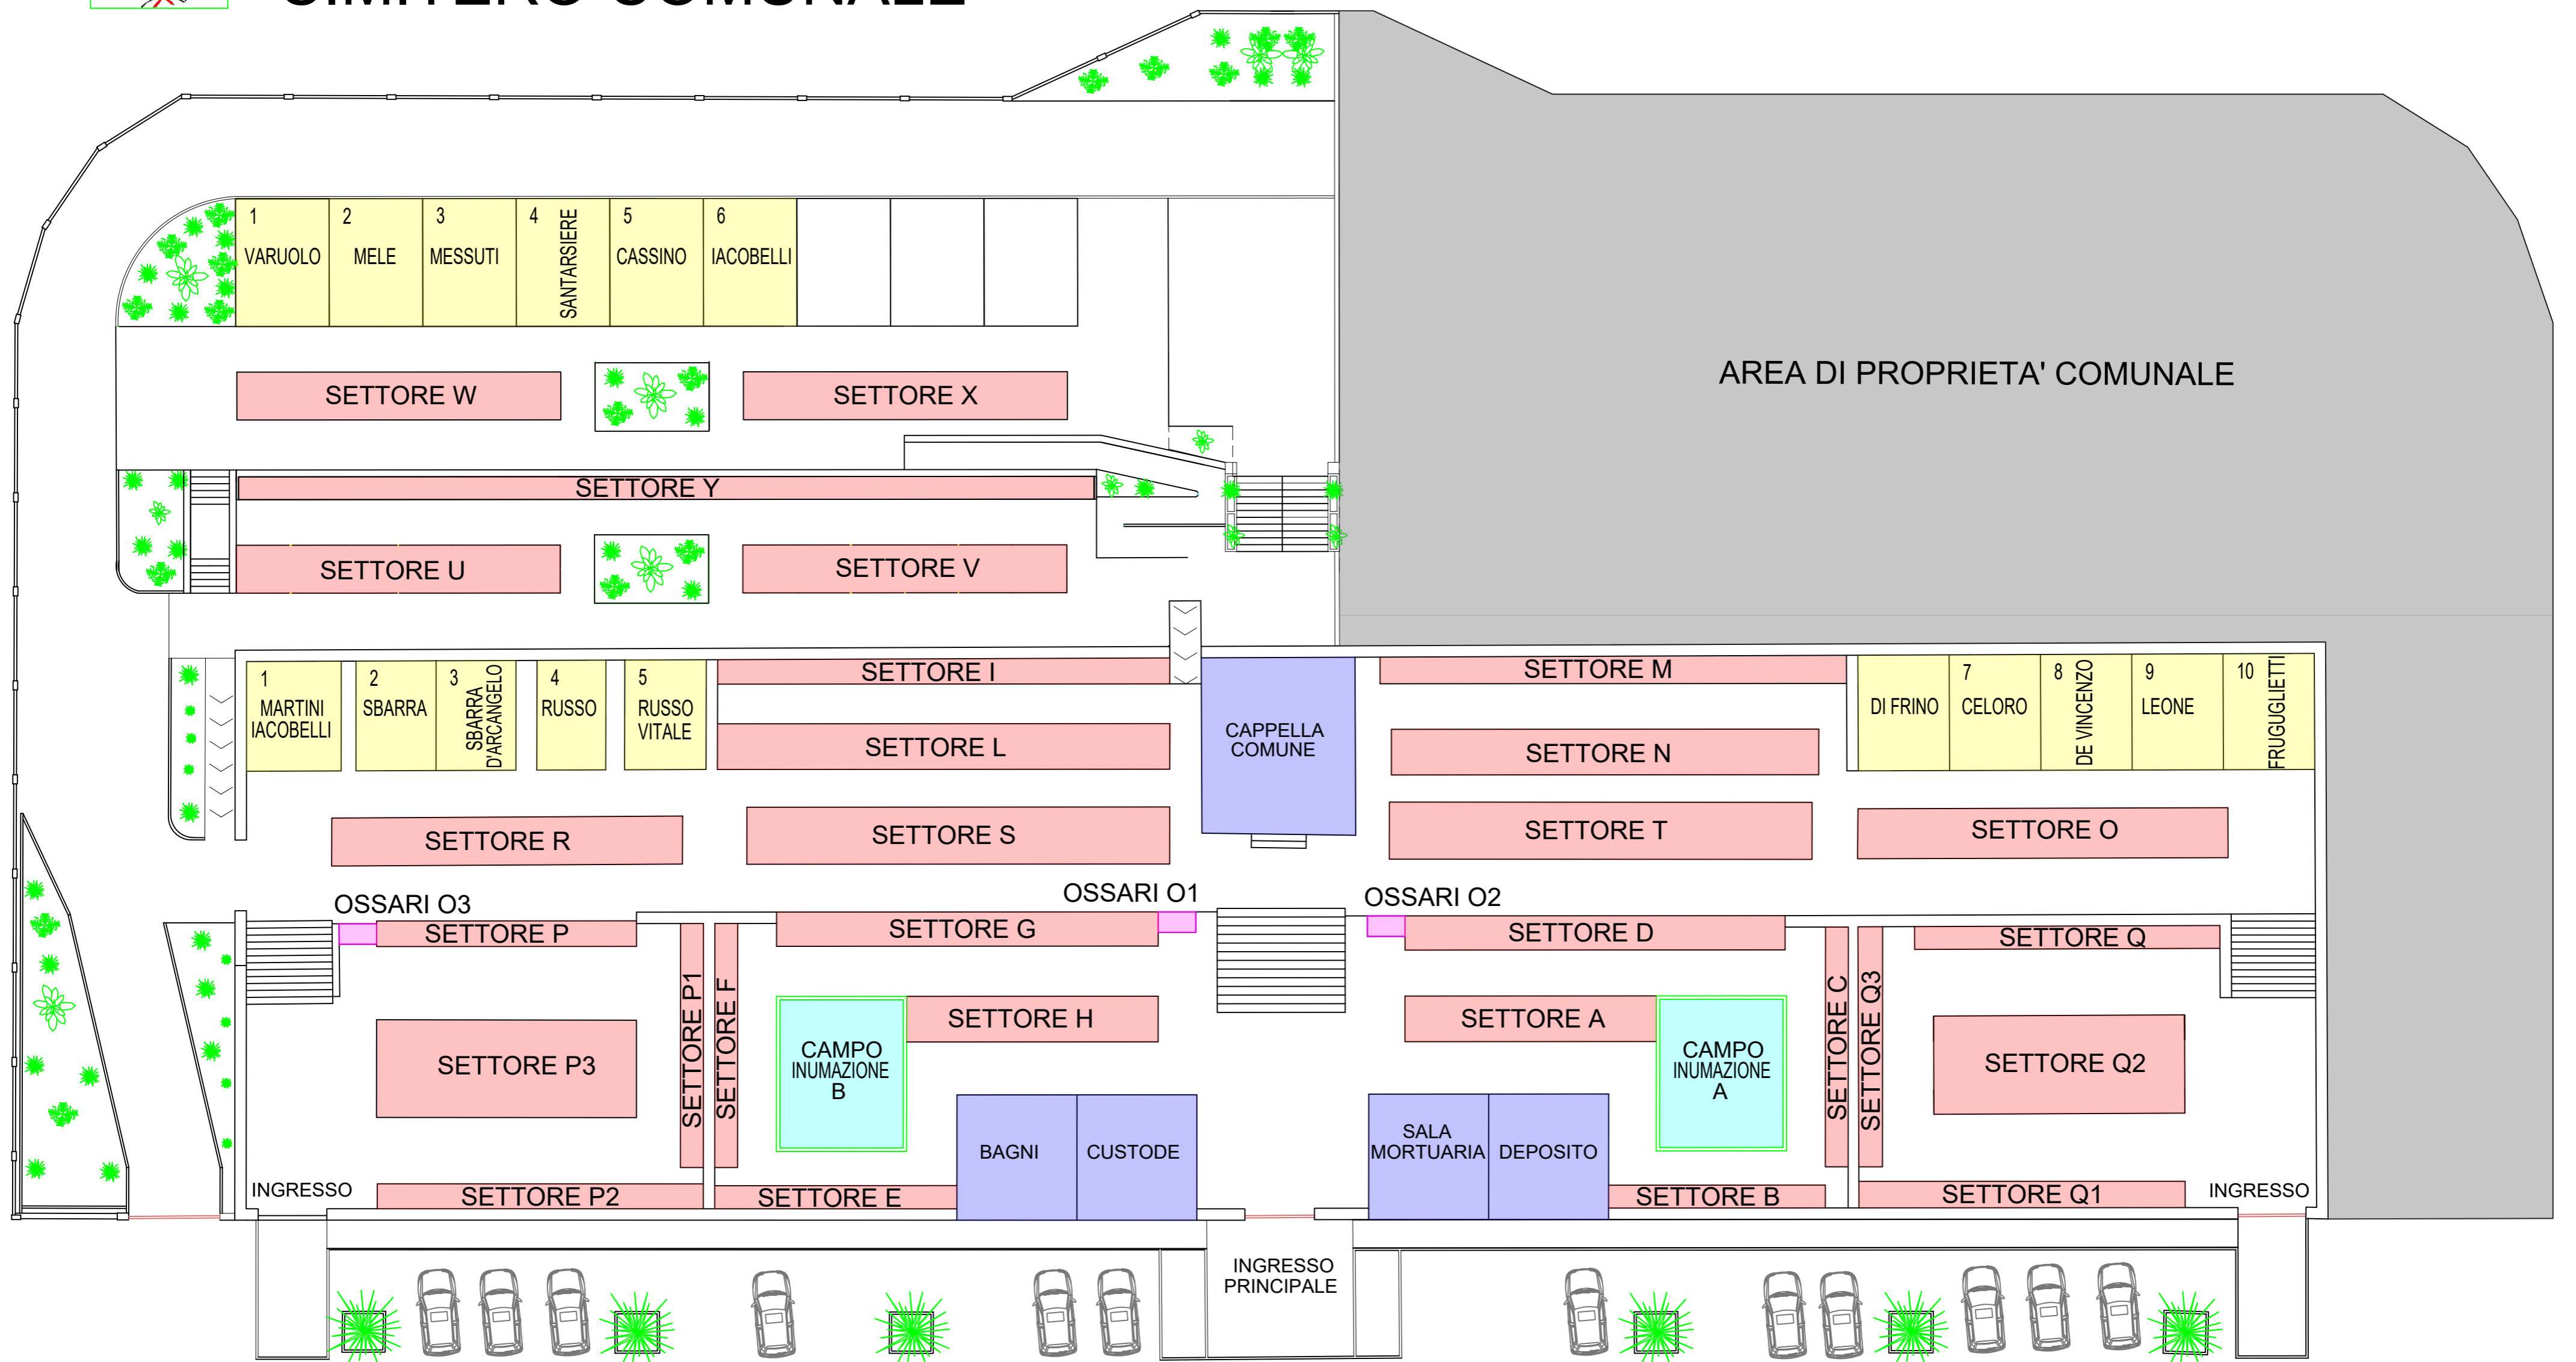 CIMITERO COMUNALE
1
VARUOLO
2
MELE
3
MESSUTI
4
SANTARSIERE
5
CASSINO
6
IACOBELLI
SETTORE W
SETTORE X
AREA DI PROPRIETA' COMUNALE
SETTORE Y
SETTORE U
SETTORE V
1
MARTINI
IACOBELLI
2
SBARRA
3
SBARRA
D'ARCANGELO
4
RUSSO
5
RUSSO
VITALE
SETTORE I
SETTORE L
CAPPELLA
COMUNE
SETTORE M
SETTORE N
DI FRINO
7
CELORO
8
DE VINCENZO
9
LEONE
10
FRUGUGLIETTI
SETTORE R
SETTORE S
SETTORE T
SETTORE O
OSSARI O3
OSSARI O1
OSSARI O2
SETTORE P
SETTORE G
SETTORE D
SETTORE Q
SETTORE P1
SETTORE F
SETTORE H
SETTORE A
SETTORE C
SETTORE Q3
SETTORE P3
CAMPO
INUMAZIONE
B
CAMPO
INUMAZIONE
A
SETTORE Q2
BAGNI
CUSTODE
SALA
MORTUARIA
DEPOSITO
INGRESSO
SETTORE P2
SETTORE E
SETTORE B
SETTORE Q1
INGRESSO
INGRESSO
PRINCIPALE